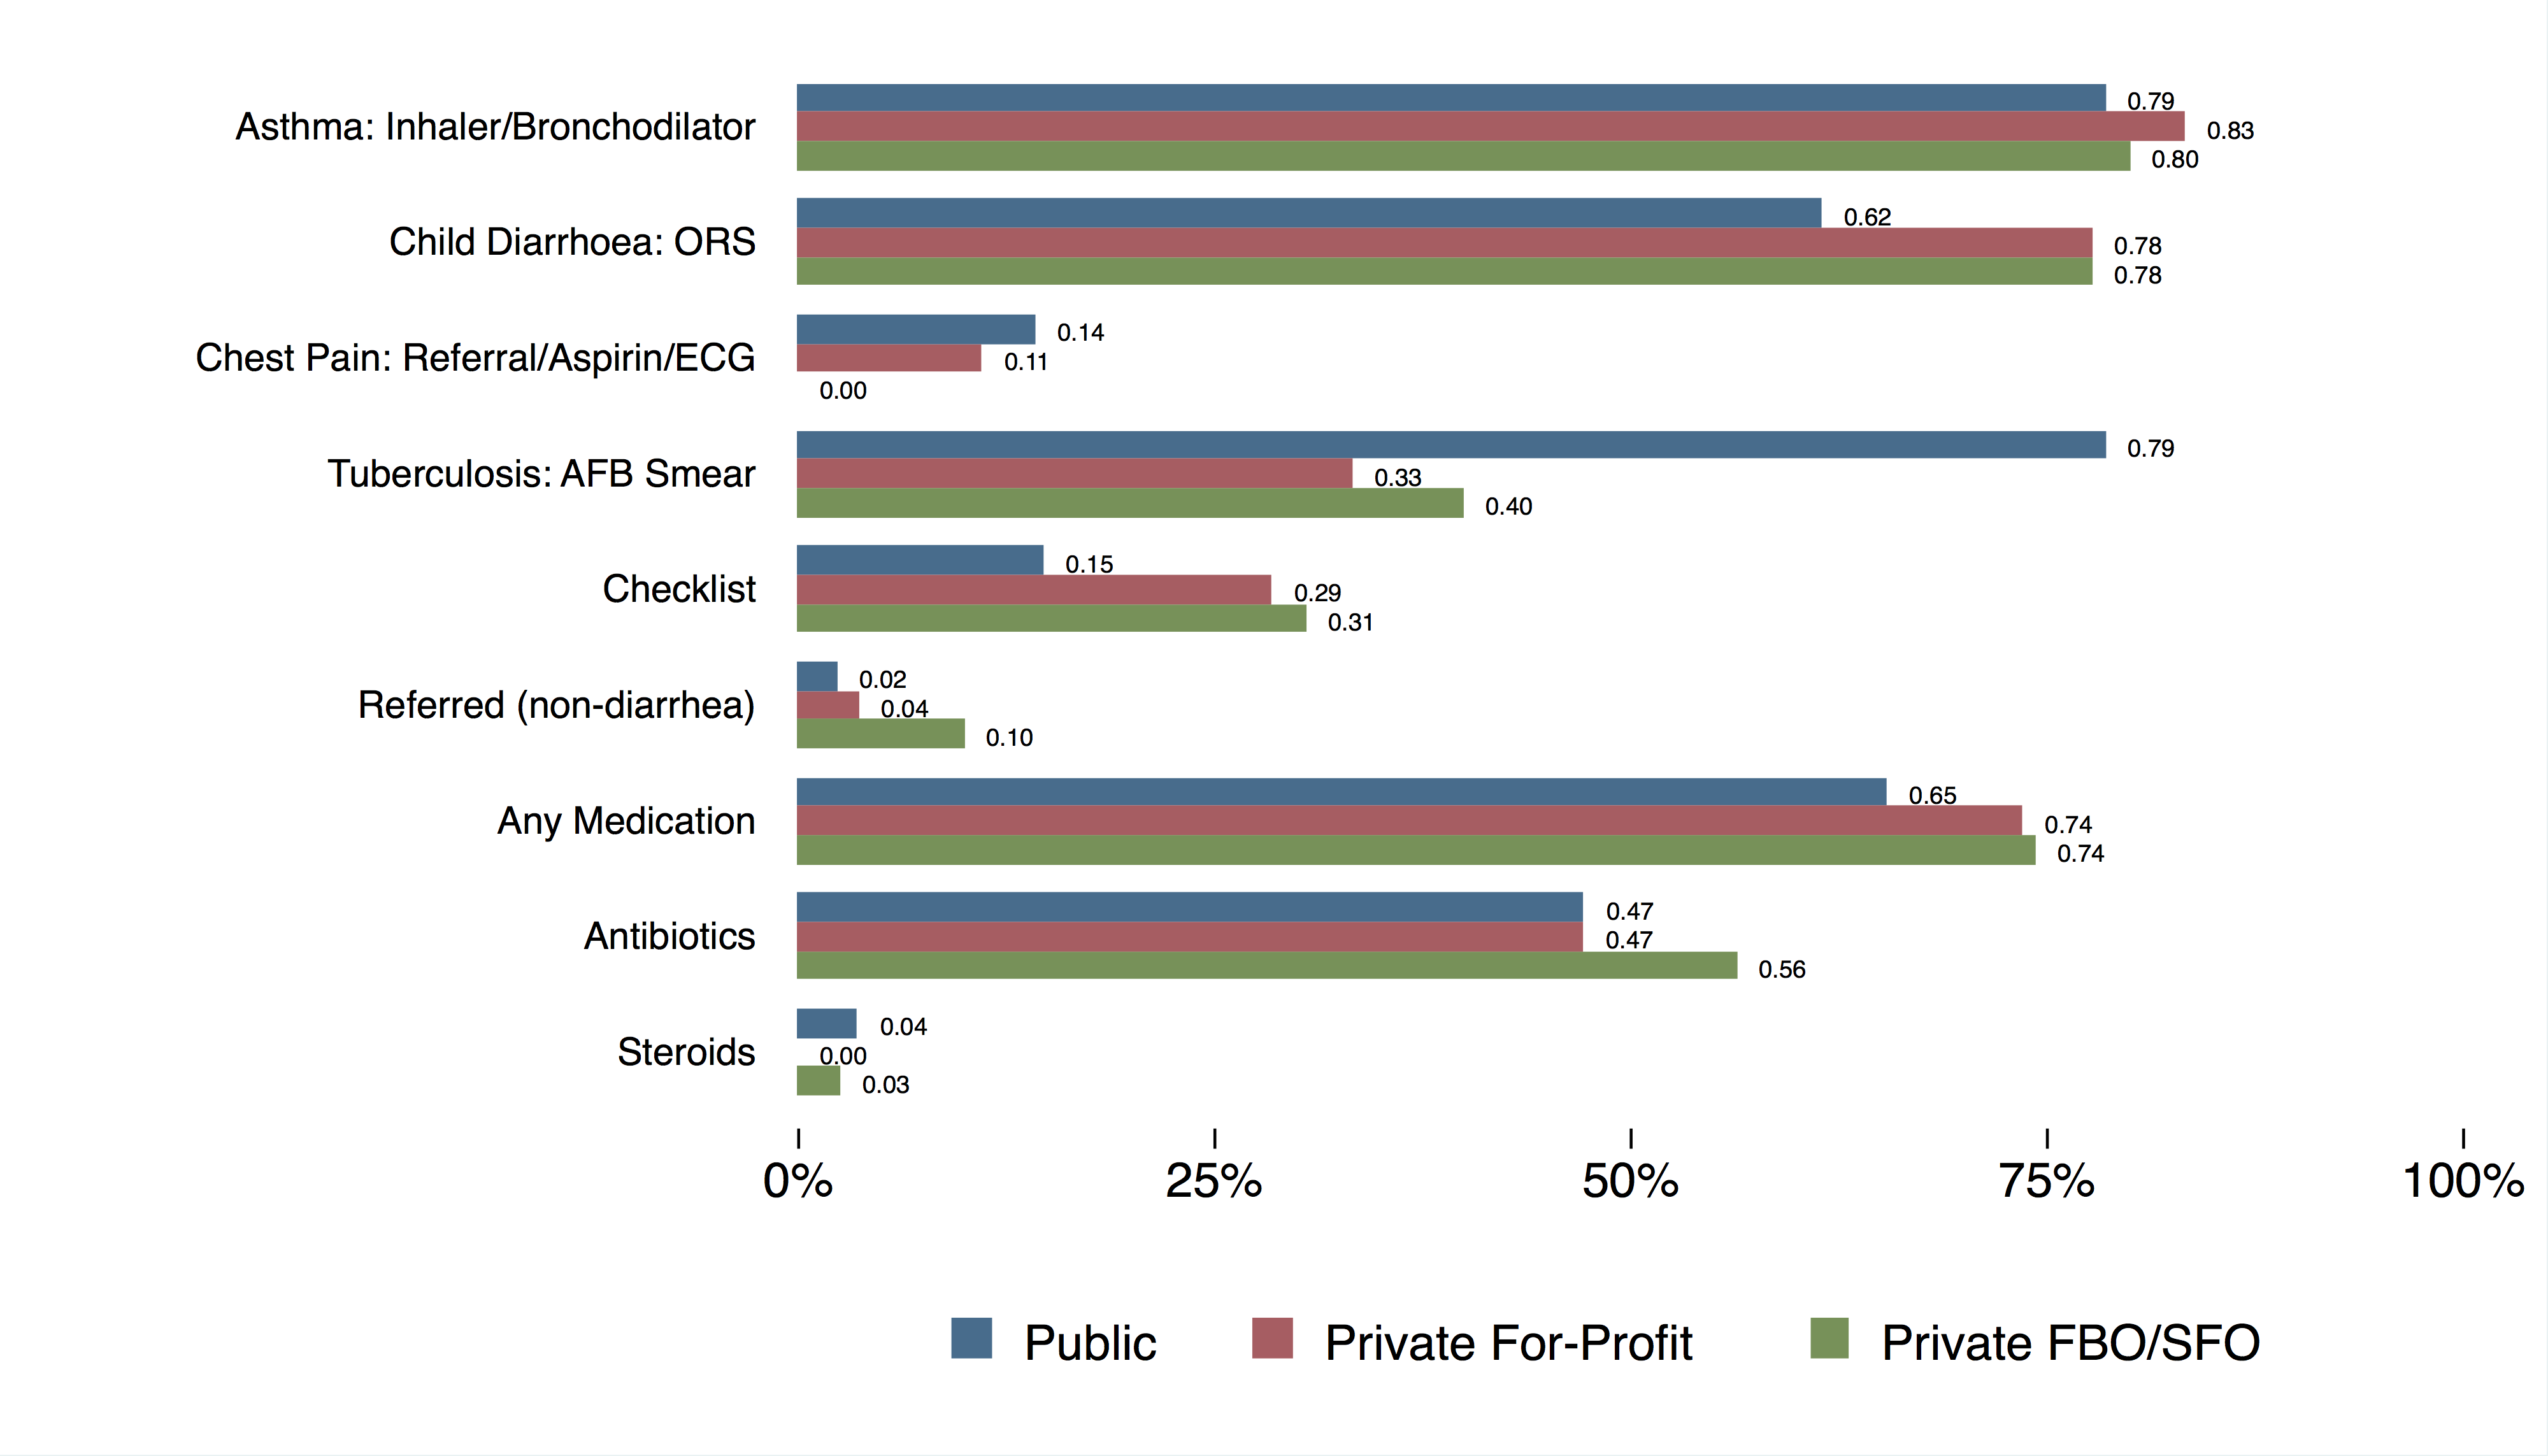 Asthma: Inhaler/Bronchodilator
0.79
0.83
0.80
Child Diarrhoea: ORS
0.62
0.78
0.78
Chest Pain: Referral/Aspirin/ECG
0.14
0.11
0.00
Tuberculosis: AFB Smear
0.79
0.33
0.40
Checklist
0.15
0.29
0.31
Referred (non-diarrhea)
0.02
0.04
0.10
Any Medication
0.65
0.74
0.74
Antibiotics
0.47
0.47
0.56
Steroids
0.04
0.00
0.03
0% 25% 50% 75% 100%
Public Private For-Profit Private FBO/SFO